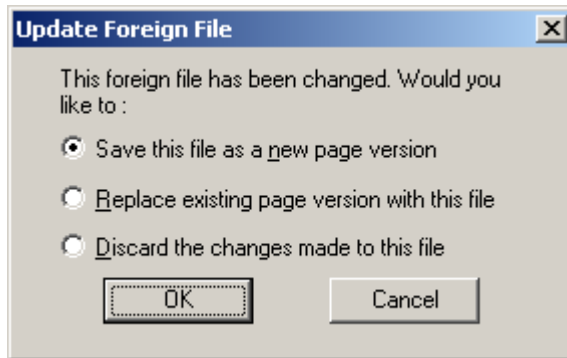 Update Foreign File
This foreign file has been changed. Would you
like to :
Save this file as a new page version
Replace existing page version with this file
Discard the changes made to this file
OK
Cancel